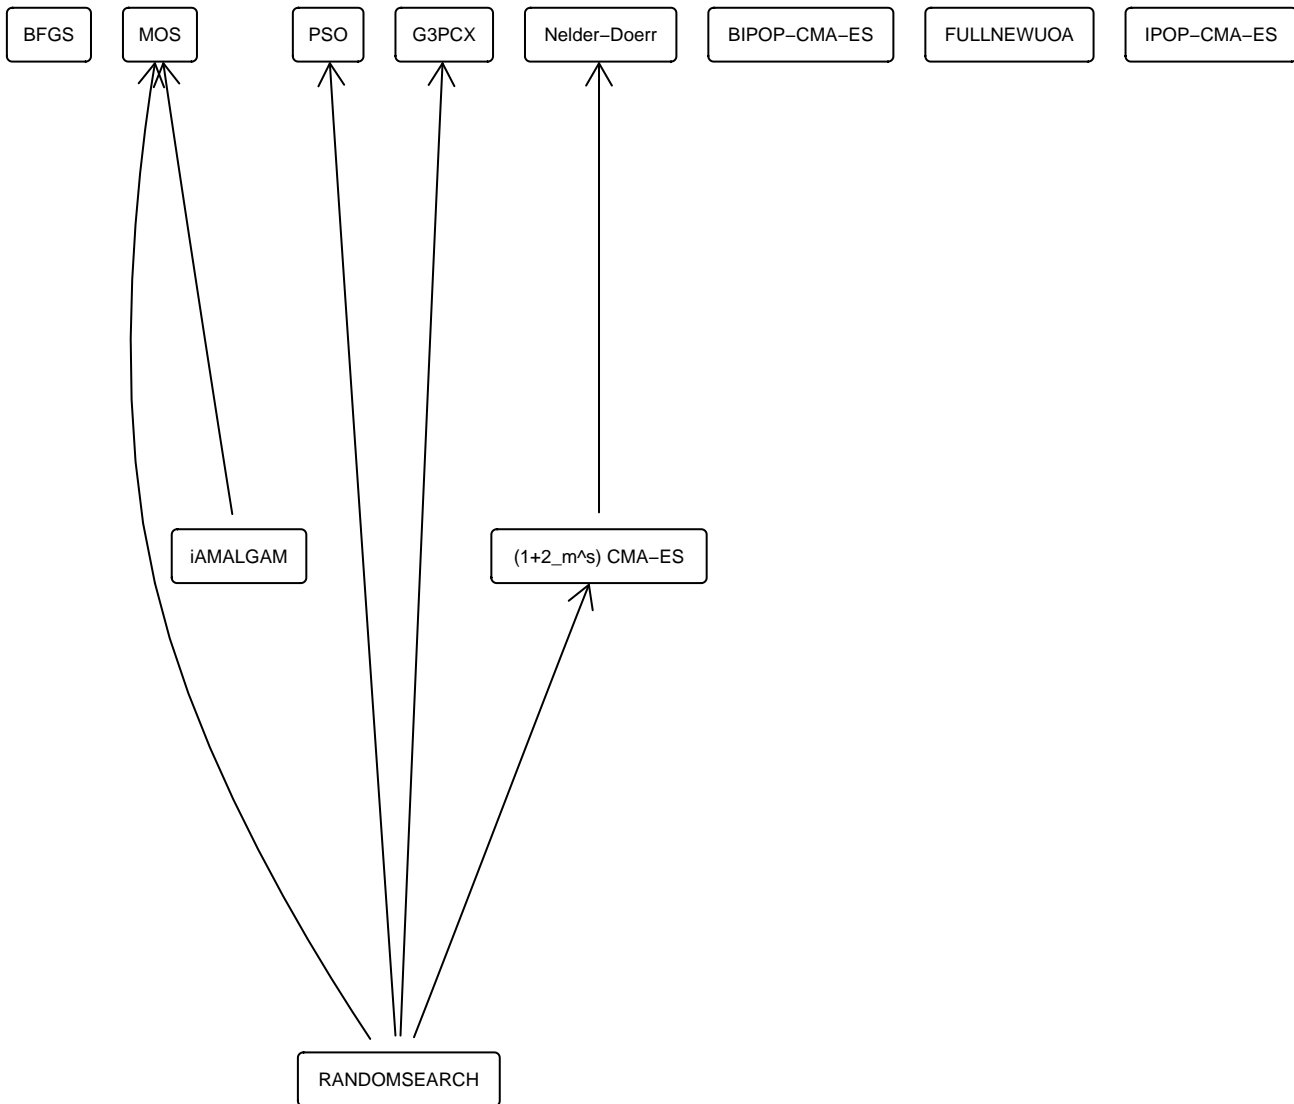 BFGS
MOS
PSO
G3PCX
Nelder−Doerr
BIPOP−CMA−ES
FULLNEWUOA
IPOP−CMA−ES
iAMALGAM
(1+2_m^s) CMA−ES
RANDOMSEARCH